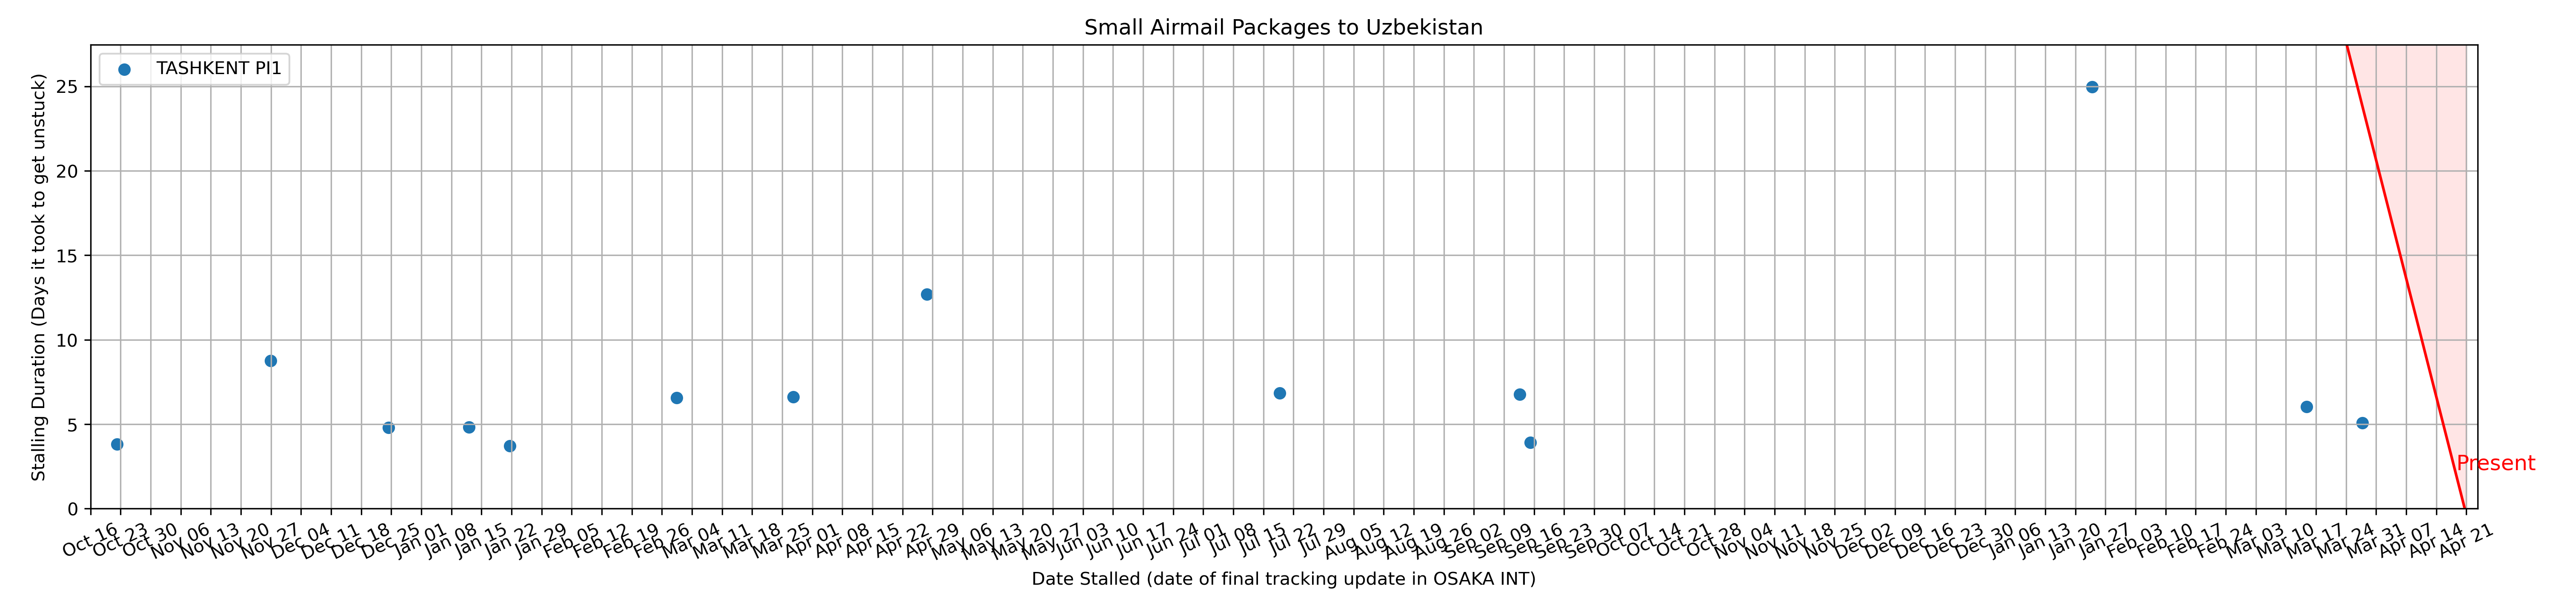 Small Airmail Packages to Uzbekistan
TASHKENT PI1
Stalling Duration (Days it took to get unstuck)
25
20
15
10
5
0
Present
Oct 16 Oct 23 Oct 30 Nov 06 Nov 13 Nov 20 Nov 27 Dec 04 Dec 11 Dec 18 Dec 25 Jan 01 Jan 08 Jan 15 Jan 22 Jan 29 Feb 05 Feb 12 Feb 19 Feb 26 Mar 04 Mar 11 Mar 18 Mar 25 Apr 01 Apr 08 Apr 15 Apr 22 Apr 29 May 06 May 13 May 20 May 27 Jun 03 Jun 10 Jun 17 Jun 24 Jul 01 Jul 08 Jul 15 Jul 22 Jul 29 Aug 05 Aug 12 Aug 19 Aug 26 Sep 02 Sep 09 Sep 16 Sep 23 Sep 30 Oct 07 Oct 14 Oct 21 Oct 28 Nov 04 Nov 11 Nov 18 Nov 25 Dec 02 Dec 09 Dec 16 Dec 23 Dec 30 Jan 06 Jan 13 Jan 20 Jan 27 Feb 03 Feb 10 Feb 17 Feb 24 Mar 03 Mar 10 Mar 17 Mar 24 Mar 31 Apr 07 Apr 14 Apr 21
Date Stalled (date of final tracking update in OSAKA INT)